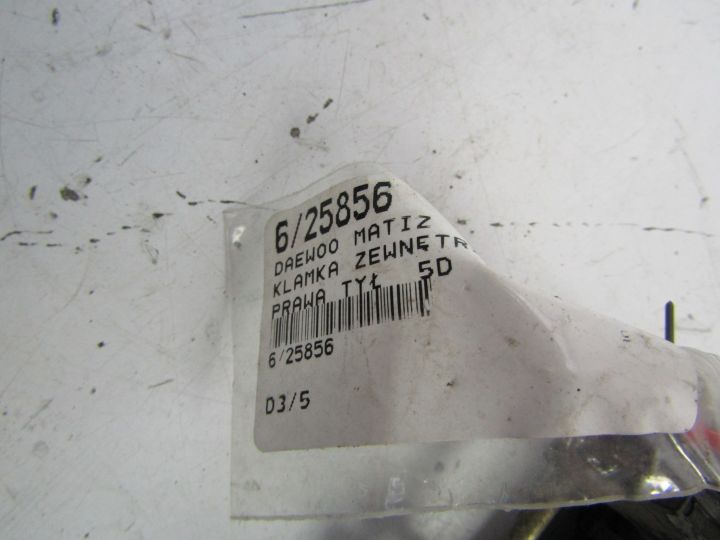 6/25856
DAEWOO MATIZ
KLAMKA ZEWNĘTR
PRAWA TYŁ 5D
6/25856
D3/5